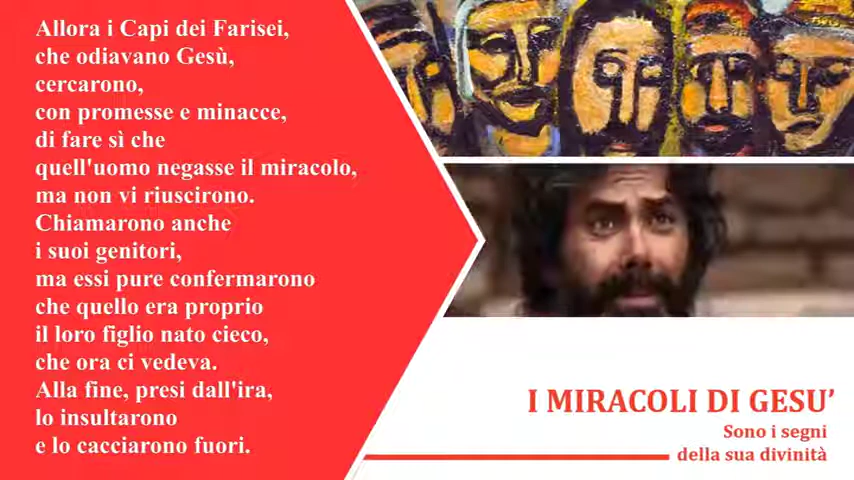 Allora i Capi dei Farisei,
che odiavano Gesù,
cercarono,
con promesse e minacce,
di fare sì che
quell'uomo negasse il miracolo,
ma non vi riuscirono.
Chiamarono anche
i suoi genitori,
ma essi pure confermarono
che quello era proprio
il loro figlio nato cieco,
che ora ci vedeva.
Alla fine, presi dall'ira,
lo insultarono
e lo cacciarono fuori.
I MIRACOLI DI GESU’
Sono i segni
della sua divinità